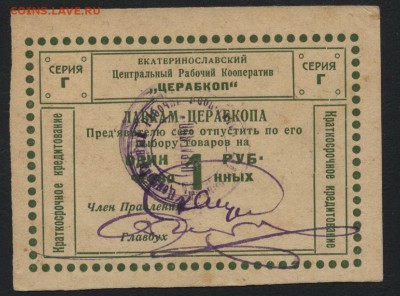 COINS.LAVE.RU
ЕКАТЕРИНОСЛАВСКИЙ
Центральный Рабочий Кооператив
"ЦЕРАБКОП"
СЕРИЯ
Г
СЕРИЯ
Г
Краткосрочное кредитование
ЛАВКАМ-ЦЕРАБКОПА
Предъявителю сего отпустить по его
выбору товаров на
ОДИН 1 РУБ-
Член Правления
Главбух
Краткосрочное кредитование